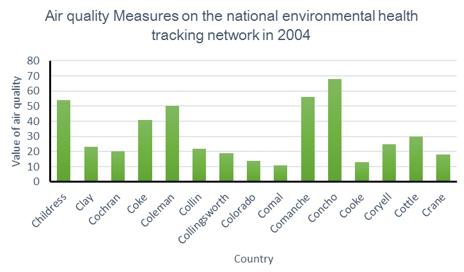 Air quality Measures on the national environmental health
tracking network in 2004
Value of air quality
80
70
60
50
40
30
20
10
0
Childress
Clay
Cochran
Coke
Coleman
Collin
Collingsworth
Colorado
Comal
Comanche
Concho
Cooke
Coryell
Cottle
Crane
Country